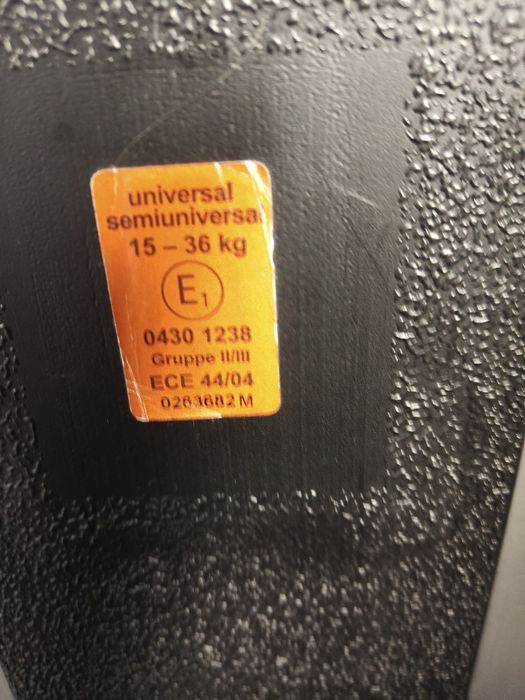 universal
semiuniversal
15 – 36 kg
E1
0430 1238
Gruppe II/III
ECE 44/04
0263682 M